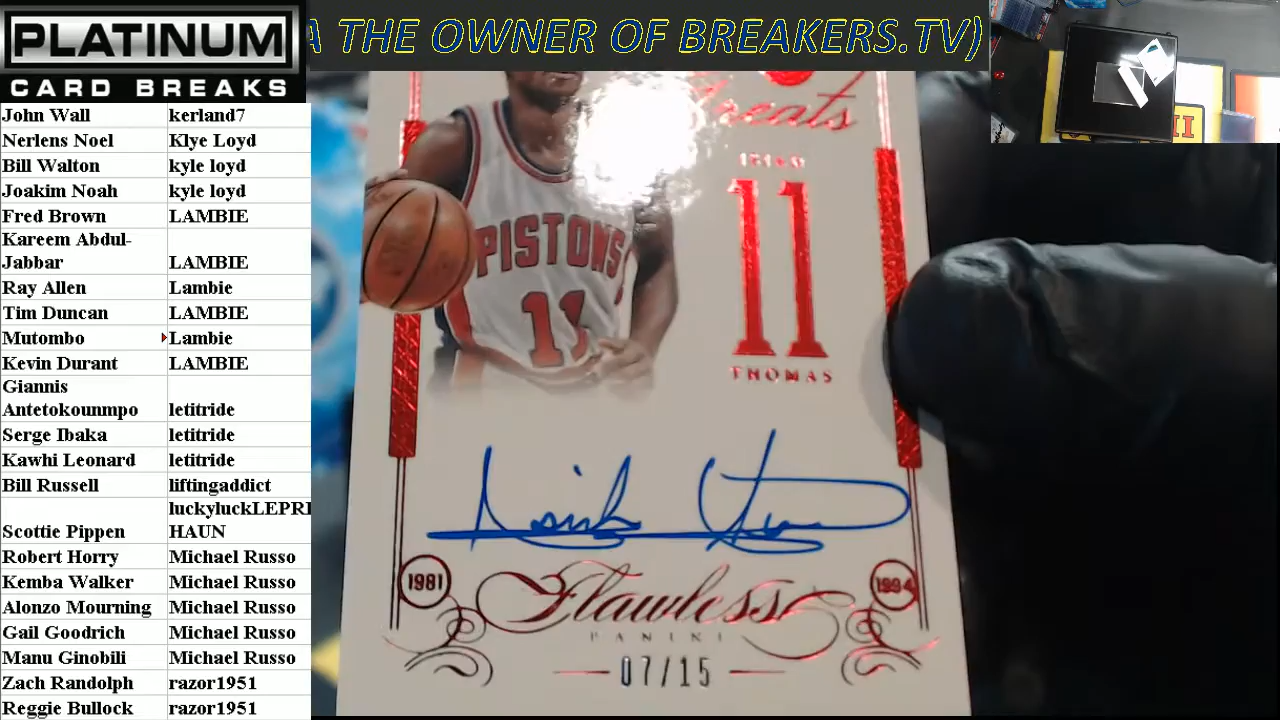 PLATINUM
CARD BREAKS
A THE OWNER OF BREAKERS.TV)
John Wall kerland7
Nerlens Noel Klye Loyd
Bill Walton kyle loyd
Joakim Noah kyle loyd
Fred Brown LAMBIE
Kareem Abdul-
Jabbar LAMBIE
Ray Allen Lambie
Tim Duncan LAMBIE
Mutombo Lambie
Kevin Durant LAMBIE
Giannis
Antetokounmpo letitride
Serge Ibaka letitride
Kawhi Leonard letitride
Bill Russell liftingaddict
luckyluckLEPRI
Scottie Pippen HAUN
Robert Horry Michael Russo
Kemba Walker Michael Russo
Alonzo Mourning Michael Russo
Gail Goodrich Michael Russo
Manu Ginobili Michael Russo
Zach Randolph razor1951
Reggie Bullock razor1951
Greats
11
THOMAS
PISTONS
11
1981
1994
Flawless
PANINI
07/15